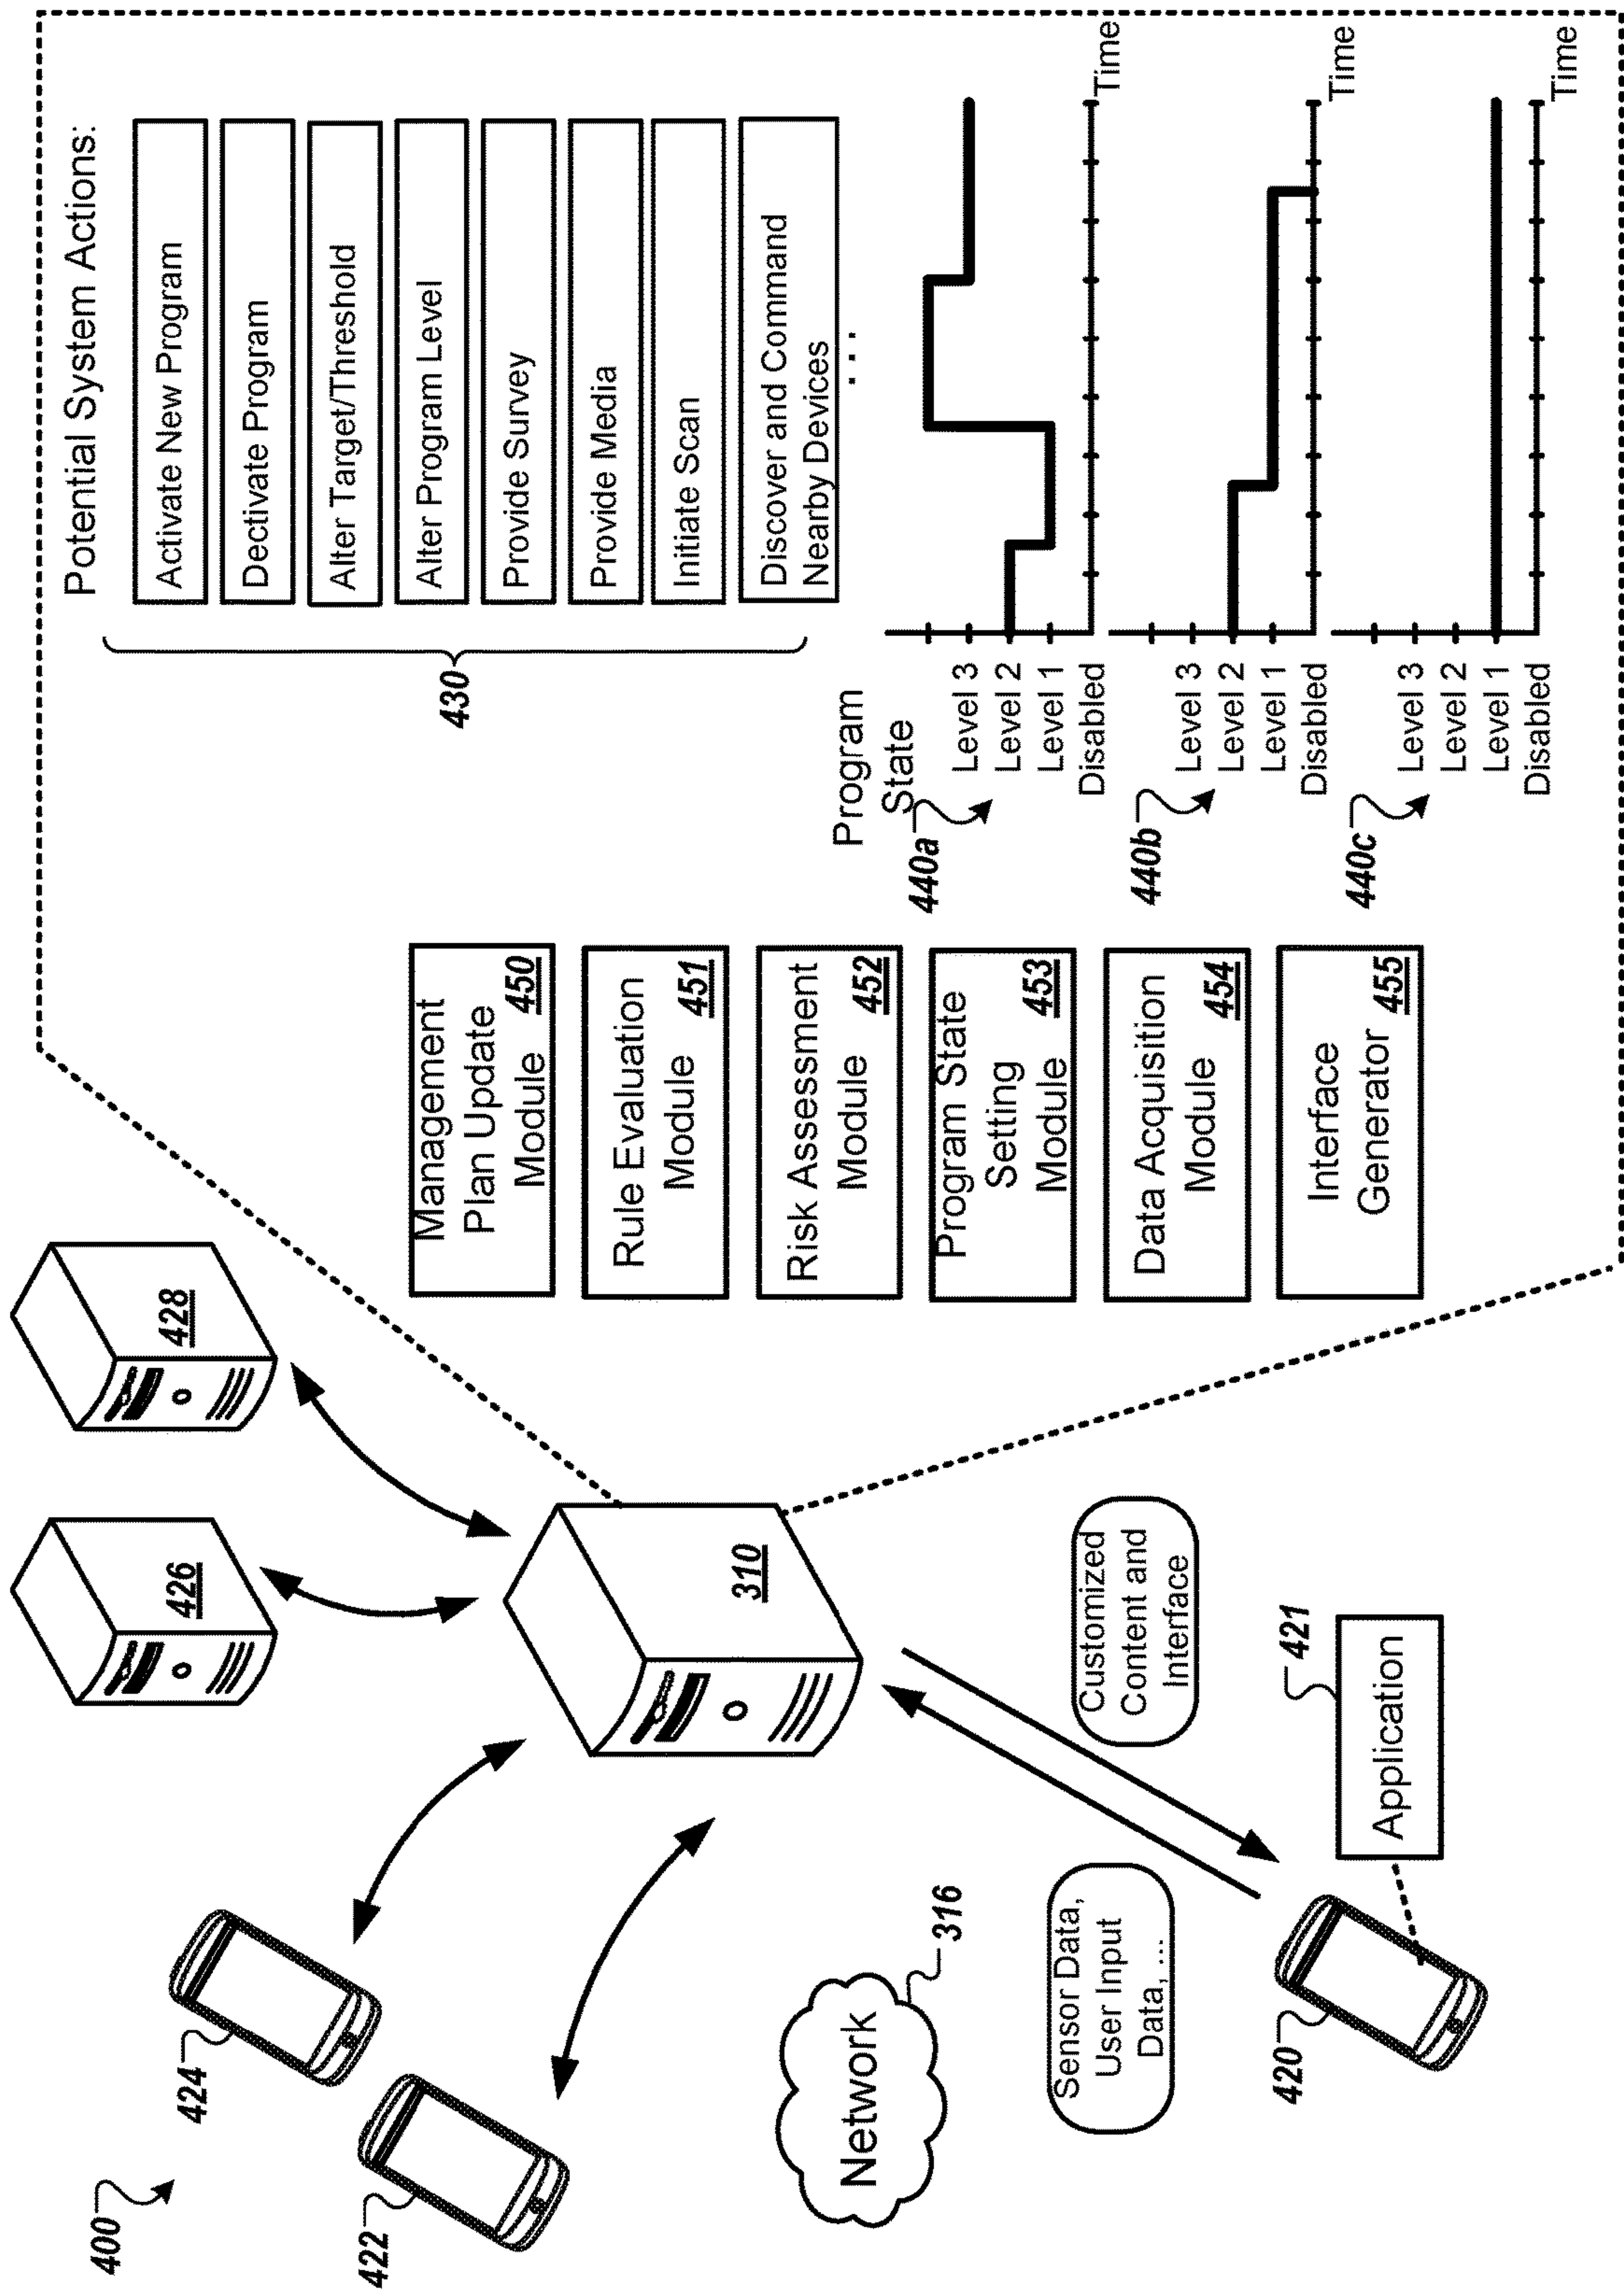 400
424
422
426
428
310
Network
316
Sensor Data,
User Input
Data, ...
Customized
Content and
Interface
420
421
Application
Management
Plan Update
Module 450
Rule Evaluation
Module 451
Risk Assessment
Module 452
Program State
Setting
Module 453
Data Acquisition
Module 454
Interface
Generator 455
Potential System Actions:
Activate New Program
Dectivate Program
Alter Target/Threshold
Alter Program Level
Provide Survey
Provide Media
Initiate Scan
Discover and Command
Nearby Devices
...
430
Program
State
440a
Level 3
Level 2
Level 1
Disabled
Time
440b
Level 3
Level 2
Level 1
Disabled
Time
440c
Level 3
Level 2
Level 1
Disabled
Time